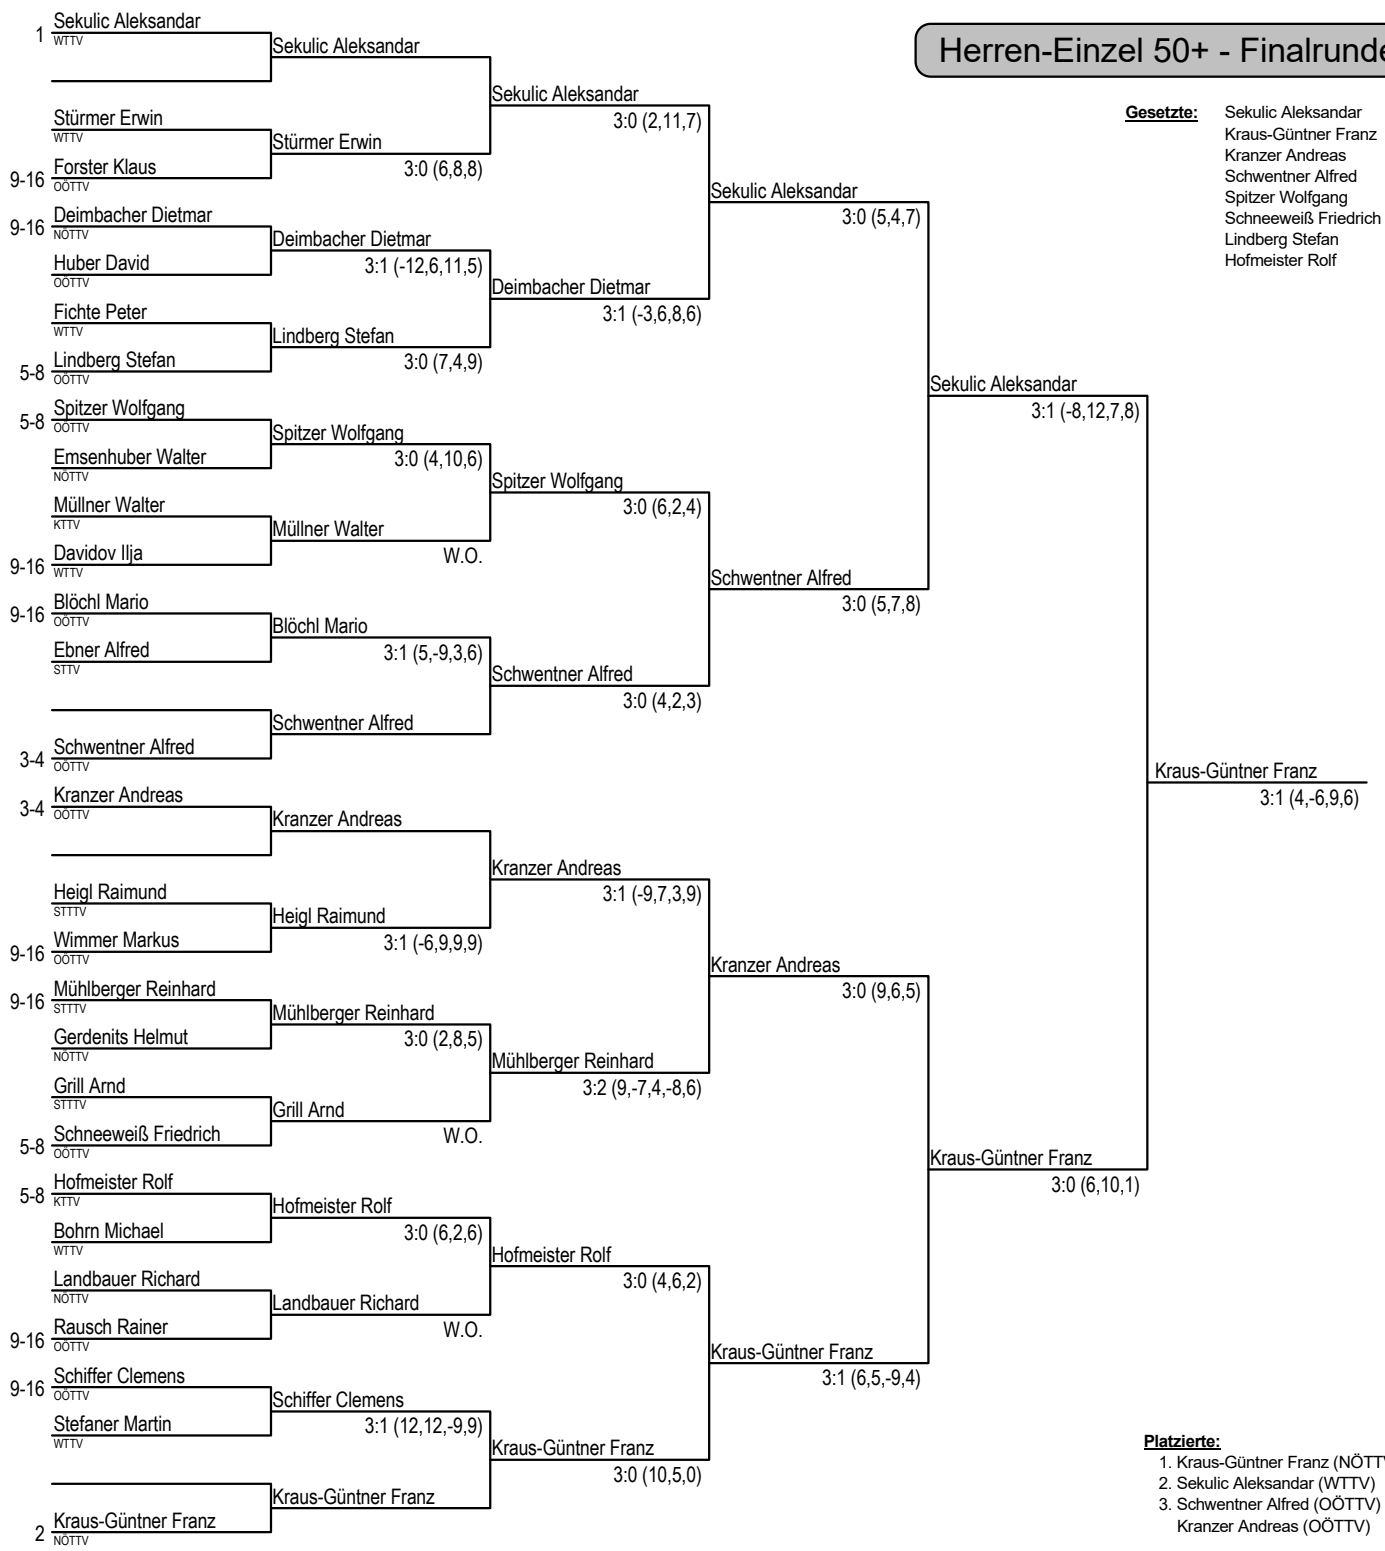 Herren-Einzel 50+ - Finalrunde
Gesetzte:
Sekulic Aleksandar
Kraus-Güntner Franz
Kranzer Andreas
Schwentner Alfred
Spitzer Wolfgang
Schneeweiß Friedrich
Lindberg Stefan
Hofmeister Rolf
1 Sekulic Aleksandar
WTTV
Stürmer Erwin
WTTV
9-16 Forster Klaus
OÖTTV
9-16 Deimbacher Dietmar
NÖTTV
Huber David
OÖTTV
Fichte Peter
WTTV
5-8 Lindberg Stefan
OÖTTV
5-8 Spitzer Wolfgang
OÖTTV
Emsenhuber Walter
NÖTTV
Müllner Walter
KTTV
9-16 Davidov Ilja
WTTV
9-16 Blöchl Mario
OÖTTV
Ebner Alfred
STTV
3-4 Schwentner Alfred
OÖTTV
3-4 Kranzer Andreas
OÖTTV
Heigl Raimund
STTTV
9-16 Wimmer Markus
OÖTTV
9-16 Mühlberger Reinhard
STTTV
Gerdenits Helmut
NÖTTV
Grill Arnd
STTTV
5-8 Schneeweiß Friedrich
OÖTTV
5-8 Hofmeister Rolf
KTTV
Bohrn Michael
WTTV
Landbauer Richard
NÖTTV
9-16 Rausch Rainer
OÖTTV
9-16 Schiffer Clemens
OÖTTV
Stefaner Martin
WTTV
2 Kraus-Güntner Franz
NÖTTV
Sekulic Aleksandar
Stürmer Erwin
3:0 (6,8,8)
Deimbacher Dietmar
3:1 (-12,6,11,5)
Lindberg Stefan
3:0 (7,4,9)
Spitzer Wolfgang
3:0 (4,10,6)
Müllner Walter
W.O.
Blöchl Mario
3:1 (5,-9,3,6)
Schwentner Alfred
Kranzer Andreas
Heigl Raimund
3:1 (-6,9,9,9)
Mühlberger Reinhard
3:0 (2,8,5)
Grill Arnd
W.O.
Hofmeister Rolf
3:0 (6,2,6)
Landbauer Richard
W.O.
Schiffer Clemens
3:1 (12,12,-9,9)
Kraus-Güntner Franz
Sekulic Aleksandar
3:0 (2,11,7)
Deimbacher Dietmar
3:1 (-3,6,8,6)
Spitzer Wolfgang
3:0 (6,2,4)
Schwentner Alfred
3:0 (4,2,3)
Kranzer Andreas
3:1 (-9,7,3,9)
Mühlberger Reinhard
3:2 (9,-7,4,-8,6)
Hofmeister Rolf
3:0 (4,6,2)
Kraus-Güntner Franz
3:0 (10,5,0)
Sekulic Aleksandar
3:0 (5,4,7)
Schwentner Alfred
3:0 (5,7,8)
Kranzer Andreas
3:0 (9,6,5)
Kraus-Güntner Franz
3:1 (6,5,-9,4)
Sekulic Aleksandar
3:1 (-8,12,7,8)
Kraus-Güntner Franz
3:0 (6,10,1)
Kraus-Güntner Franz
3:1 (4,-6,9,6)
Platzierte:
1. Kraus-Güntner Franz (NÖTTV
2. Sekulic Aleksandar (WTTV)
3. Schwentner Alfred (OÖTTV)
Kranzer Andreas (OÖTTV)